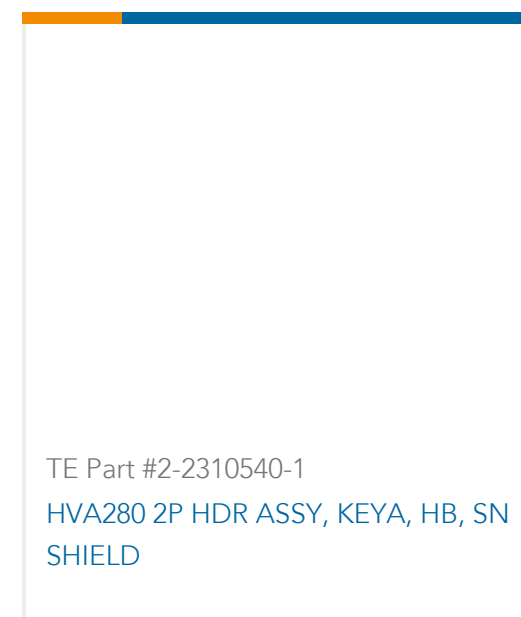 TE Part #2-2310540-1
HVA280 2P HDR ASSY, KEYA, HB, SN
SHIELD